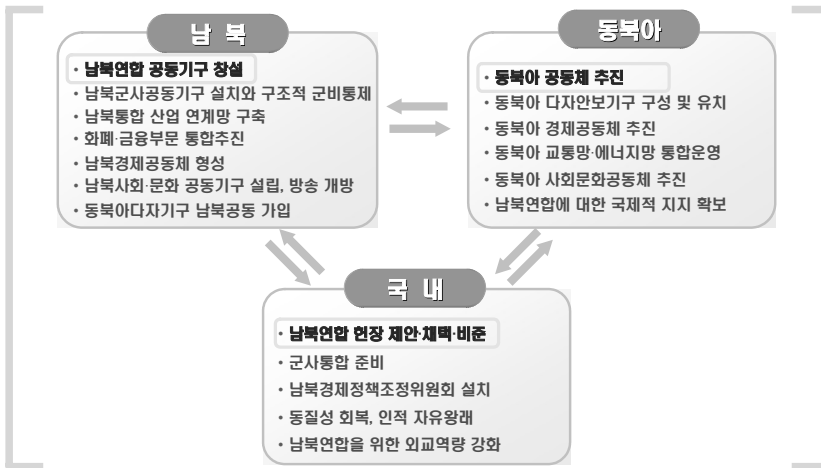 남 북
• 남북연합 공동기구 창설
• 남북군사공동기구 설치와 구조적 군비통제
• 남북통합 산업 연계망 구축
• 화폐·금융부문 통합추진
• 남북경제공동체 형성
• 남북사회·문화 공동기구 설립, 방송 개방
• 동북아다자기구 남북공동 가입
동북아
• 동북아 공동체 추진
• 동북아 다자안보기구 구성 및 유치
• 동북아 경제공동체 추진
• 동북아 교통망·에너지망 통합운영
• 동북아 사회문화공동체 추진
• 남북연합에 대한 국제적 지지 확보
국 내
• 남북연합 헌장 제안·채택·비준
• 군사통합 준비
• 남북경제정책조정위원회 설치
• 동질성 회복, 인적 자유왕래
• 남북연합을 위한 외교역량 강화